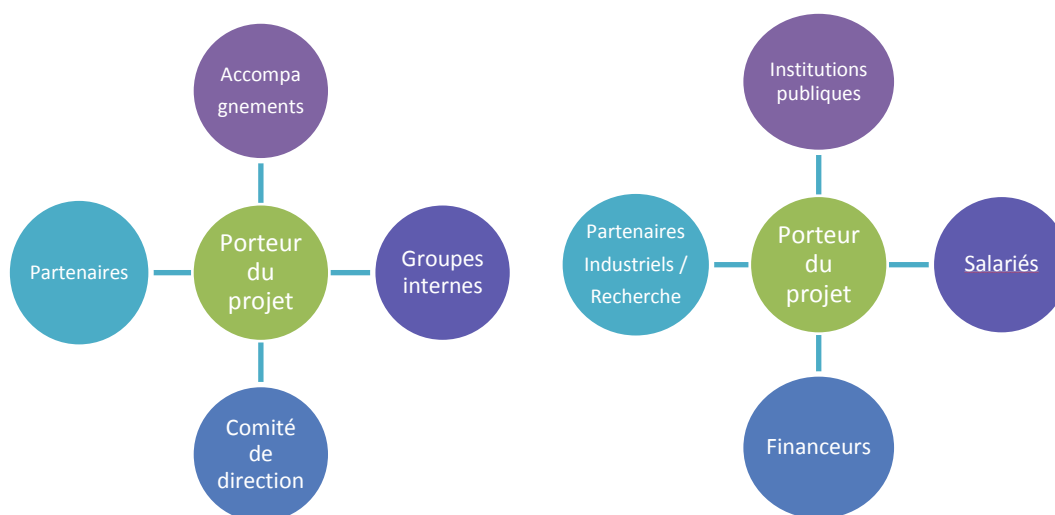 Accompa
gnements
Partenaires
Porteur
du
projet
Groupes
internes
Comité
de
direction
Institutions
publiques
Partenaires
Industriels /
Recherche
Porteur
du
projet
Salariés
Financeurs